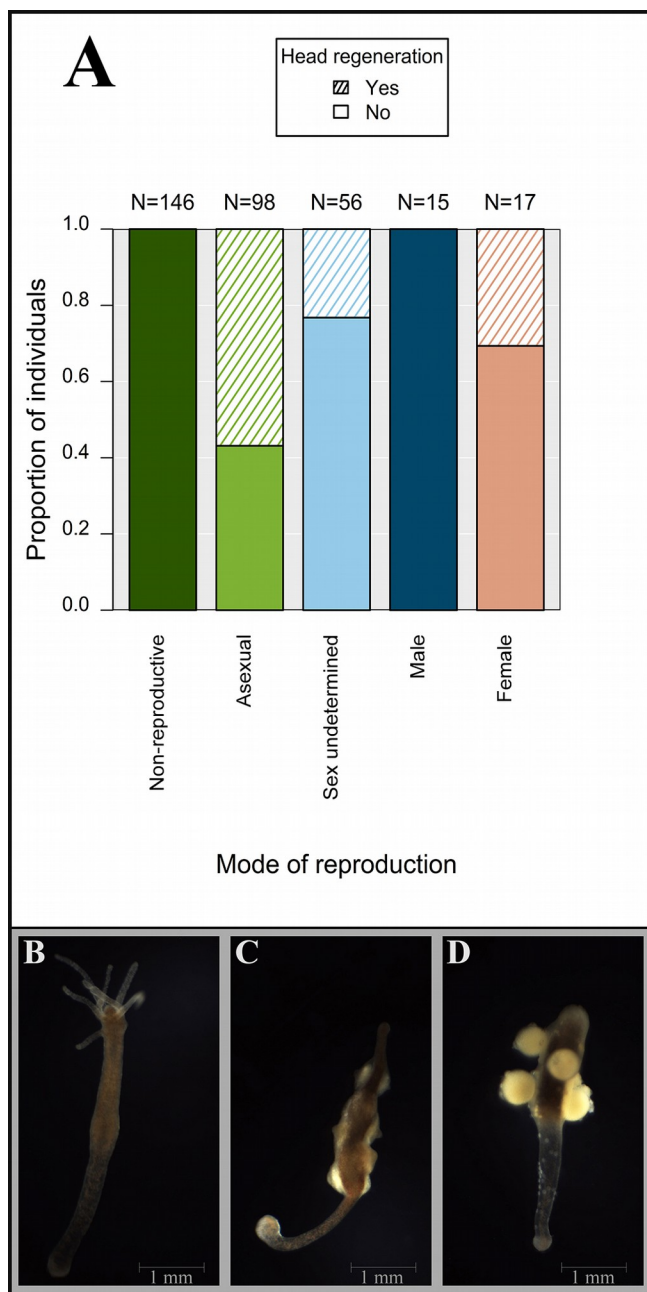 A
Head regeneration
Yes
No
N=146 N=98 N=56 N=15 N=17
1.0
0.8
0.6
0.4
0.2
0.0
Proportion of individuals
Non-reproductive
Asexual
Sex undetermined
Male
Female
Mode of reproduction
B
C
D
1 mm
1 mm
1 mm